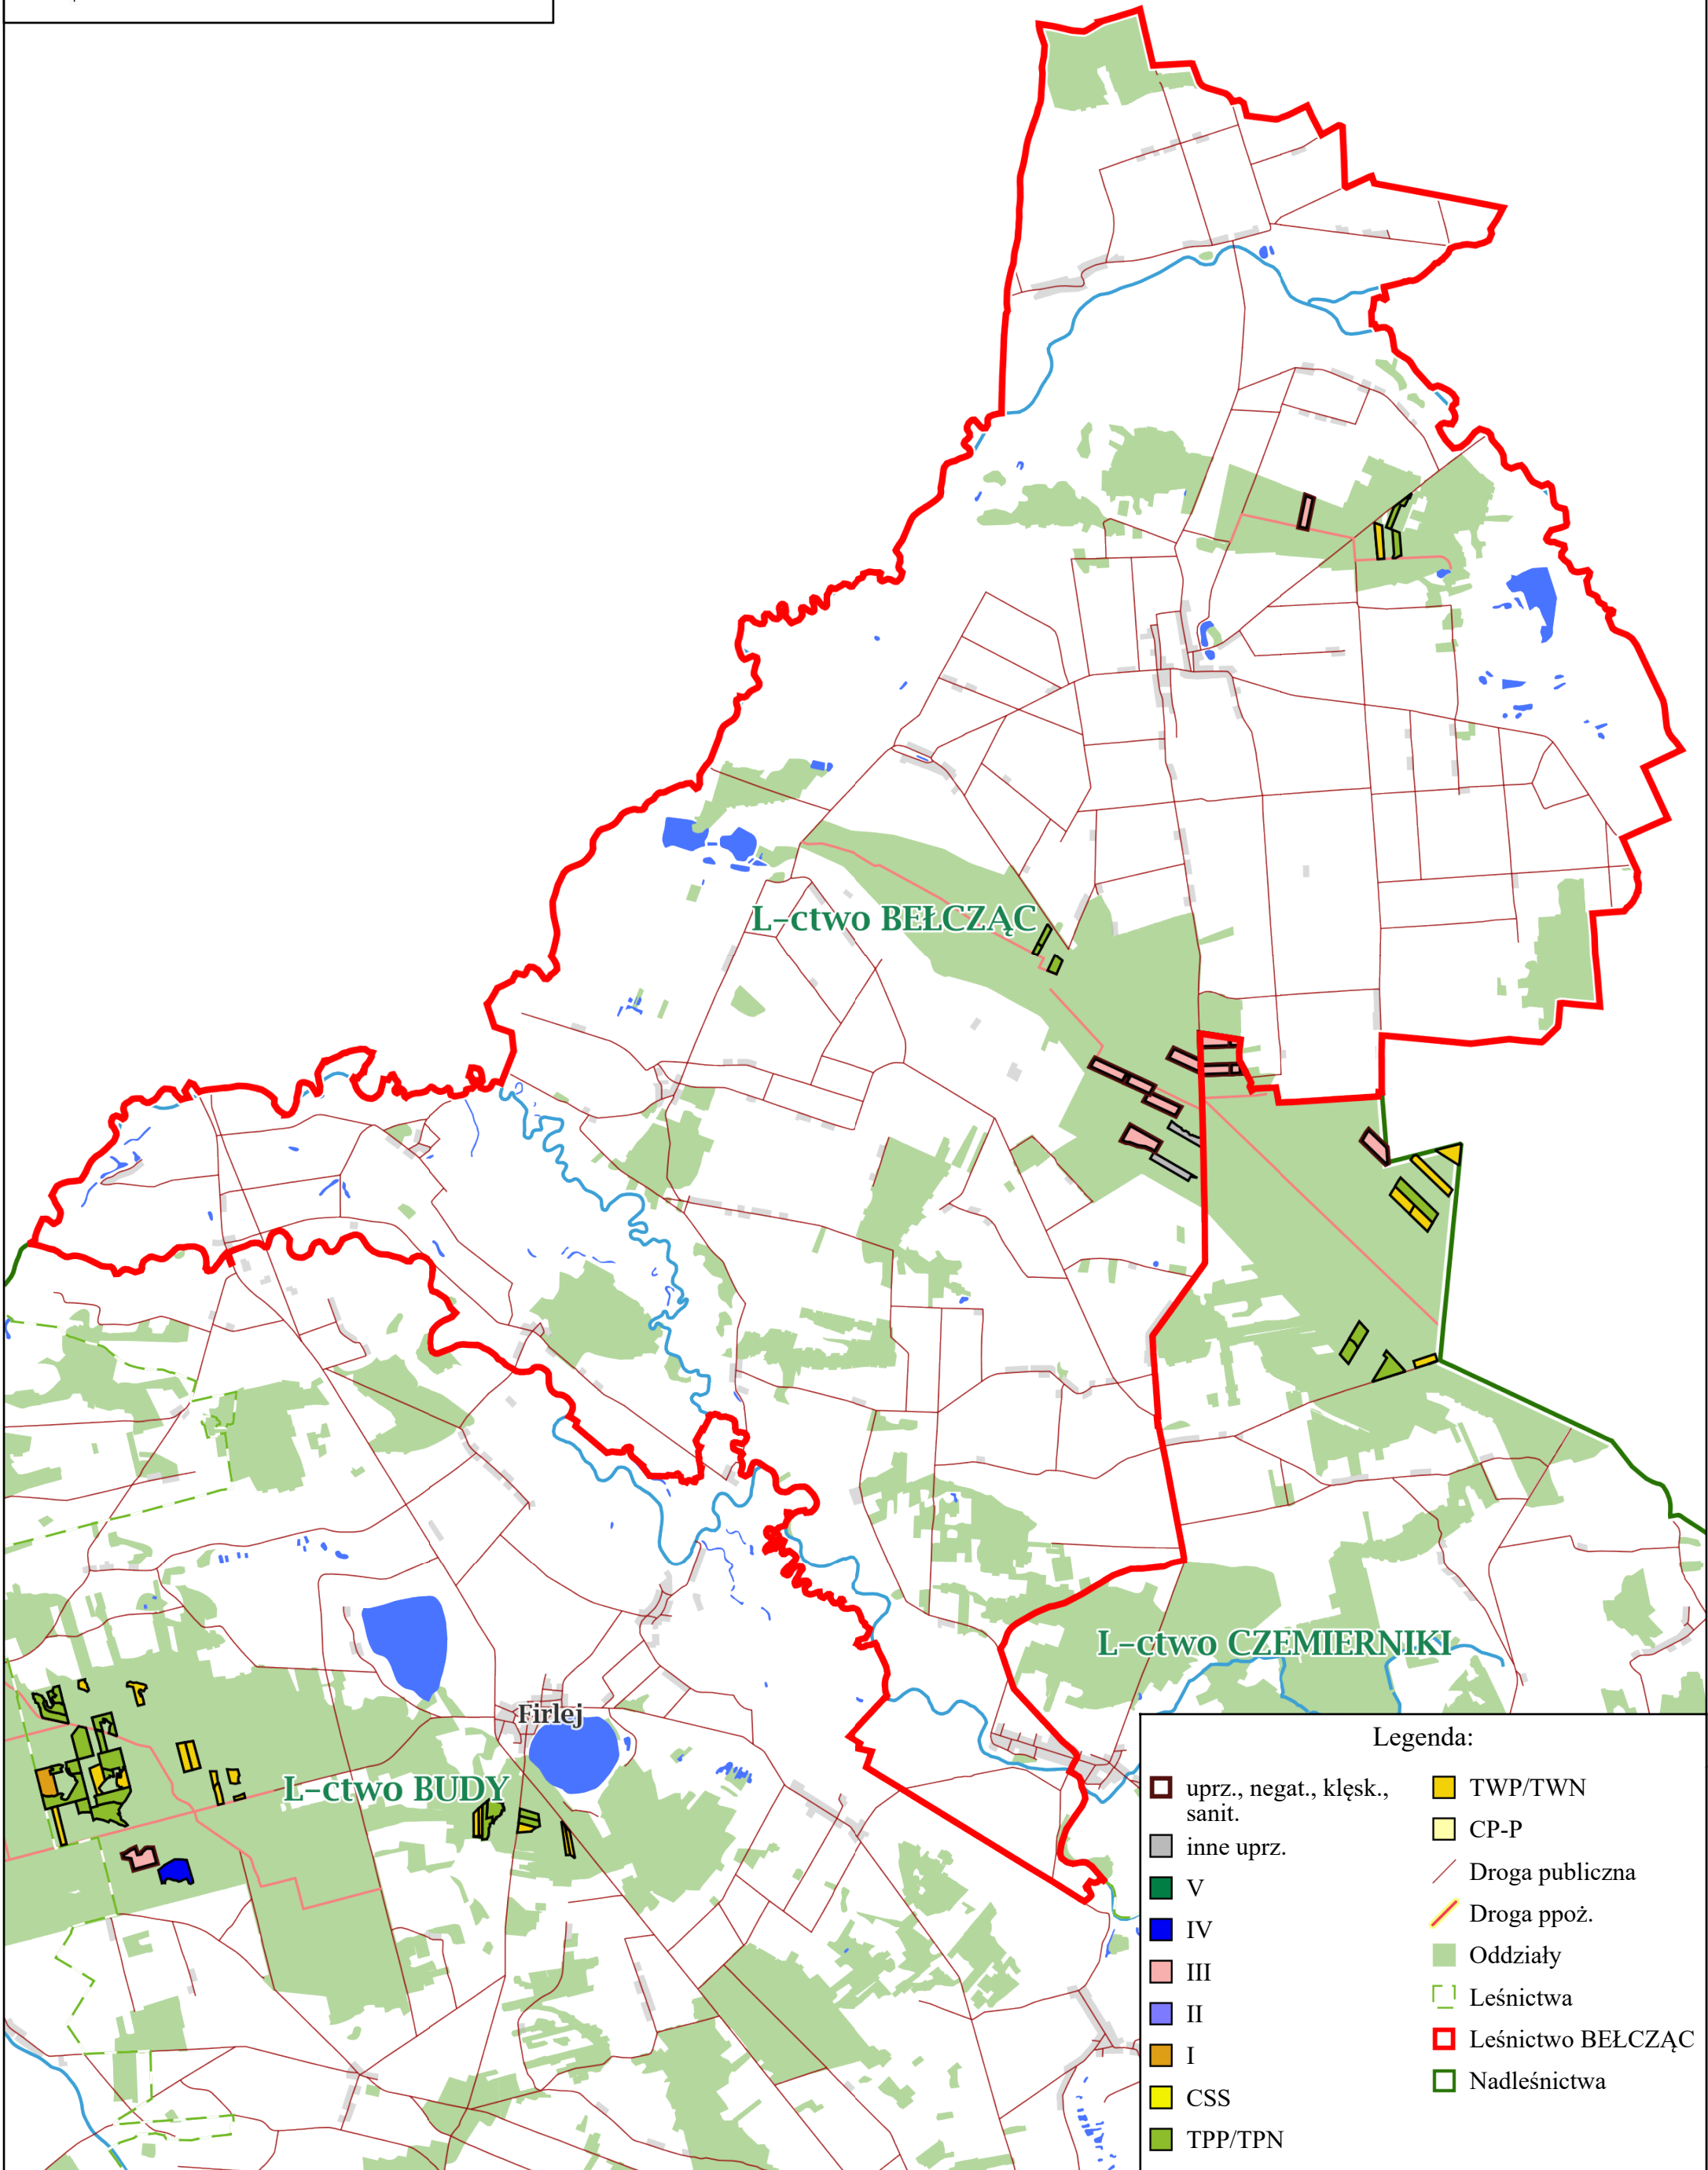 L-ctwo BEŁCZĄC
L-ctwo CZEMIERNIKI
Firlej
L-ctwo BUDY
Legenda:
uprz., negat., klęsk.,
sanit.
inne uprz.
V
IV
III
II
I
CSS
TPP/TPN
TWP/TWN
CP-P
Droga publiczna
Droga ppoż.
Oddziały
Leśnictwa
Leśnictwo BEŁCZĄC
Nadleśnictwa